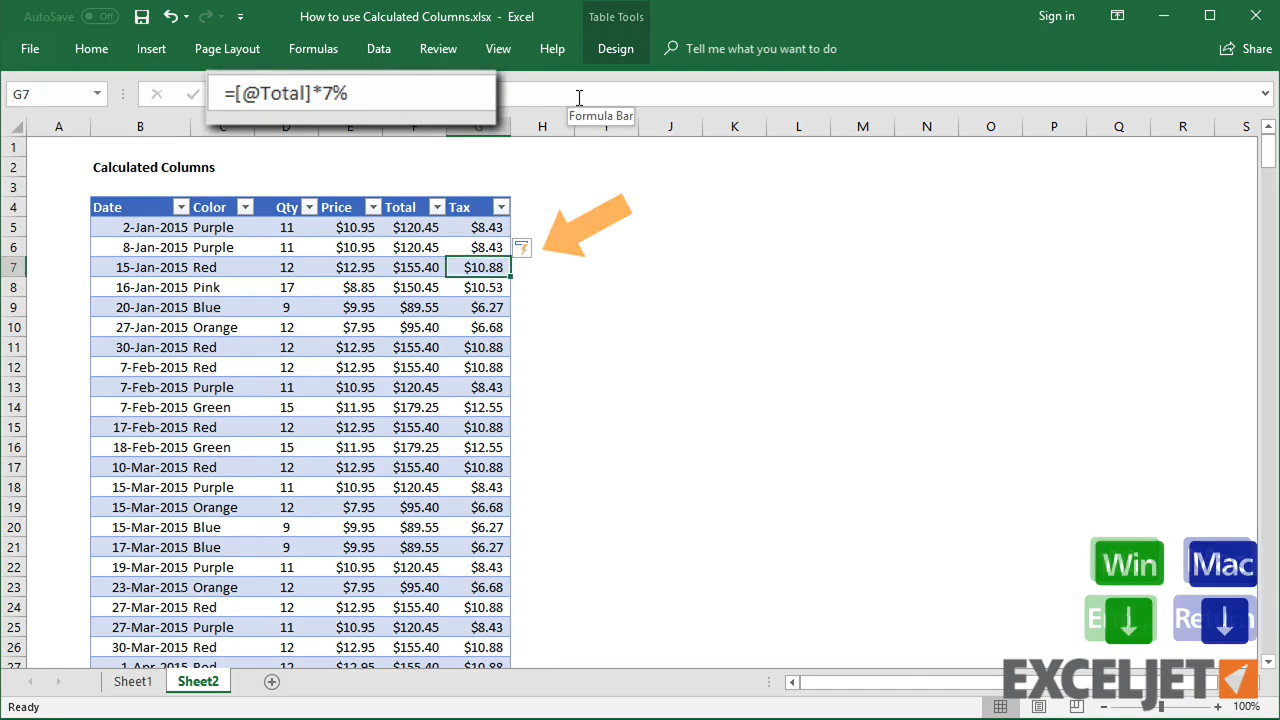 AutoSave Off How to use Calculated Columns.xlsx - Excel Table Tools Sign in
File Home Insert Page Layout Formulas Data Review View Help Design Tell me what you want to do Share
G7 =[@Total]*7%
Formula Bar
A B C D E F G H I J K L M N O P Q R S
1
2 Calculated Columns
3
4 Date Color Qty Price Total Tax
5 2-Jan-2015 Purple 11 $10.95 $120.45 $8.43
6 8-Jan-2015 Purple 11 $10.95 $120.45 $8.43
7 15-Jan-2015 Red 12 $12.95 $155.40 $10.88
8 16-Jan-2015 Pink 17 $8.85 $150.45 $10.53
9 20-Jan-2015 Blue 9 $9.95 $89.55 $6.27
10 27-Jan-2015 Orange 12 $7.95 $95.40 $6.68
11 30-Jan-2015 Red 12 $12.95 $155.40 $10.88
12 7-Feb-2015 Red 12 $12.95 $155.40 $10.88
13 7-Feb-2015 Purple 11 $10.95 $120.45 $8.43
14 7-Feb-2015 Green 15 $11.95 $179.25 $12.55
15 17-Feb-2015 Red 12 $12.95 $155.40 $10.88
16 18-Feb-2015 Green 15 $11.95 $179.25 $12.55
17 10-Mar-2015 Red 12 $12.95 $155.40 $10.88
18 15-Mar-2015 Purple 11 $10.95 $120.45 $8.43
19 15-Mar-2015 Orange 12 $7.95 $95.40 $6.68
20 15-Mar-2015 Blue 9 $9.95 $89.55 $6.27
21 17-Mar-2015 Blue 9 $9.95 $89.55 $6.27
22 19-Mar-2015 Purple 11 $10.95 $120.45 $8.43
23 23-Mar-2015 Orange 12 $7.95 $95.40 $6.68
24 27-Mar-2015 Red 12 $12.95 $155.40 $10.88
25 27-Mar-2015 Purple 11 $10.95 $120.45 $8.43
26 30-Mar-2015 Red 12 $12.95 $155.40 $10.88
27 1-Apr-2015 Red 12 $12.95 $155.40 $10.88
Win Mac
EXCELJET
Sheet1 Sheet2
Ready 100%